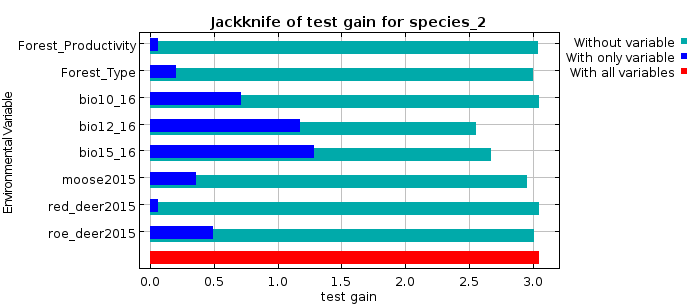 Jackknife of test gain for species_2
Environmental Variable
Forest_Productivity
Forest_Type
bio10_16
bio12_16
bio15_16
moose2015
red_deer2015
roe_deer2015
0.0 0.5 1.0 1.5 2.0 2.5 3.0
test gain
Without variable
With only variable
With all variables